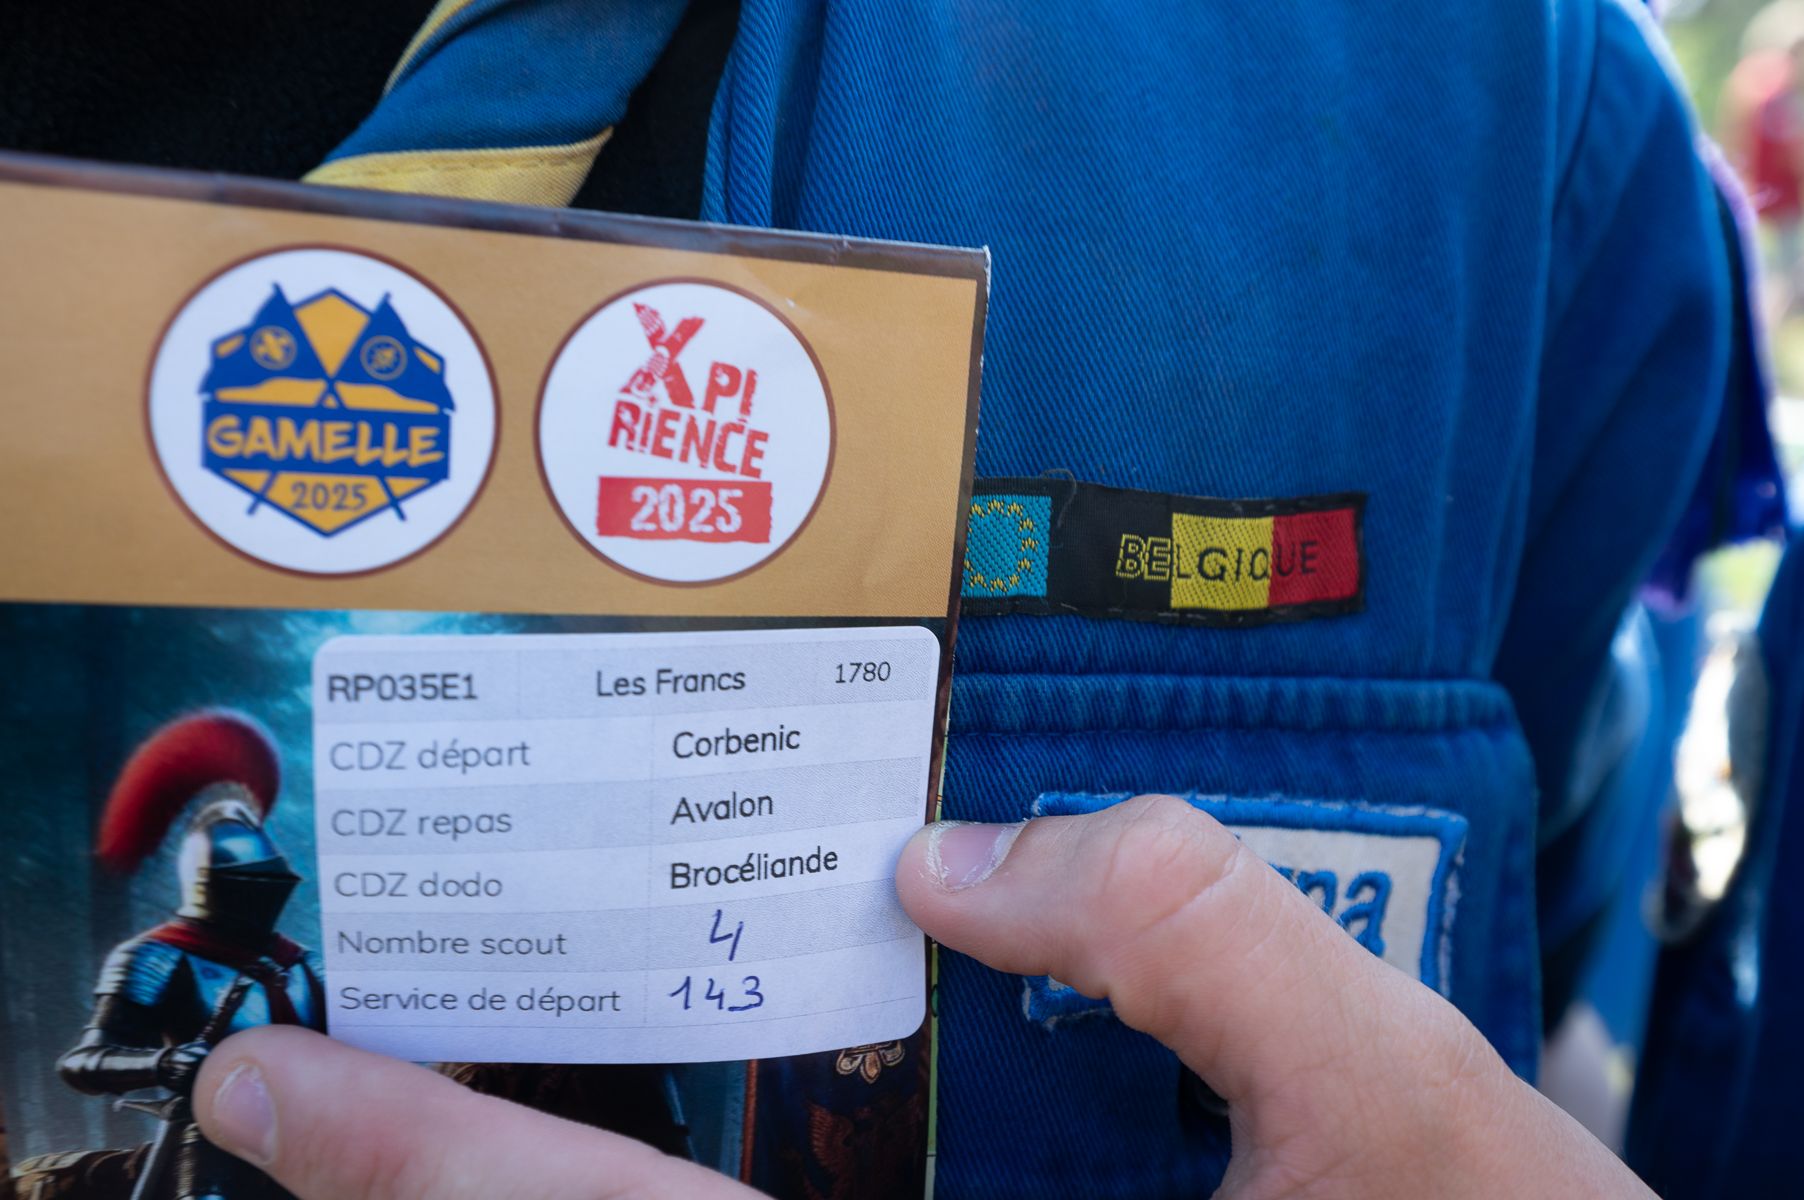 GAMELLE
2025
XPI
RIENCE
2025
BELGIQUE
RP035E1 Les Francs 1780
CDZ départ Corbenic
CDZ repas Avalon
CDZ dodo Brocéliande
Nombre scout 4
Service de départ 143